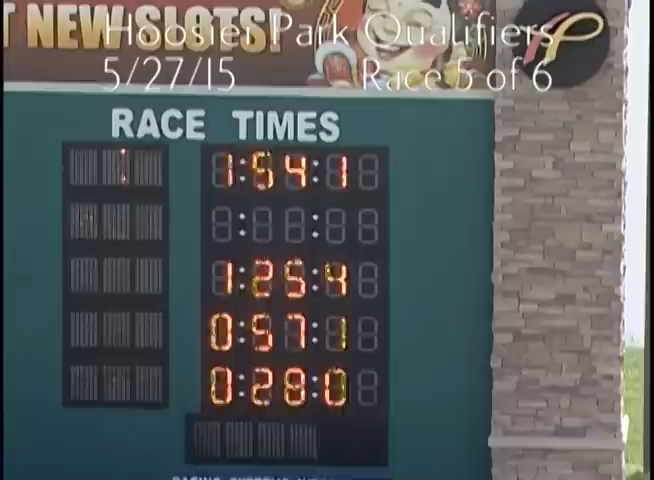 T NEW SLOTS!
Hoosier Park Qualifiers
5/27/15 Race 5 of 6
RACE TIMES
1:54:1
1:25:4
0:57:1
0:28:0